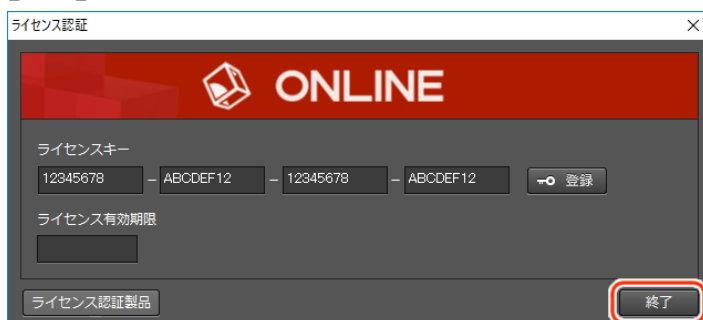 ライセンス認証
ONLINE
ライセンスキー
12345678 – ABCDEF12 – 12345678 – ABCDEF12 登録
ライセンス有効期限
ライセンス認証製品 終了